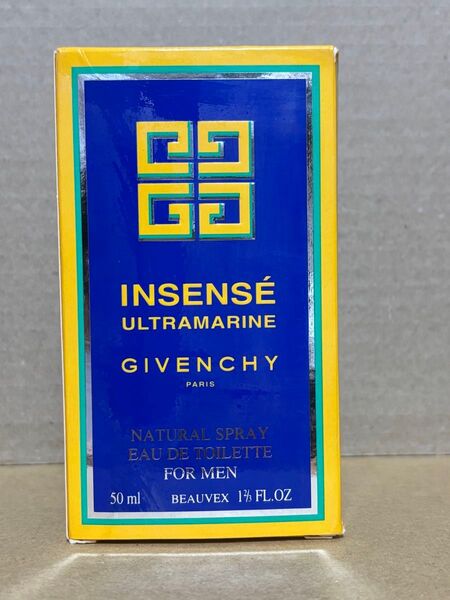 INSENSÉ
ULTRAMARINE
GIVENCHY
PARIS
NATURAL SPRAY
EAU DE TOILETTE
FOR MEN
50 ml BEAUVEX 1⅔ FL.OZ